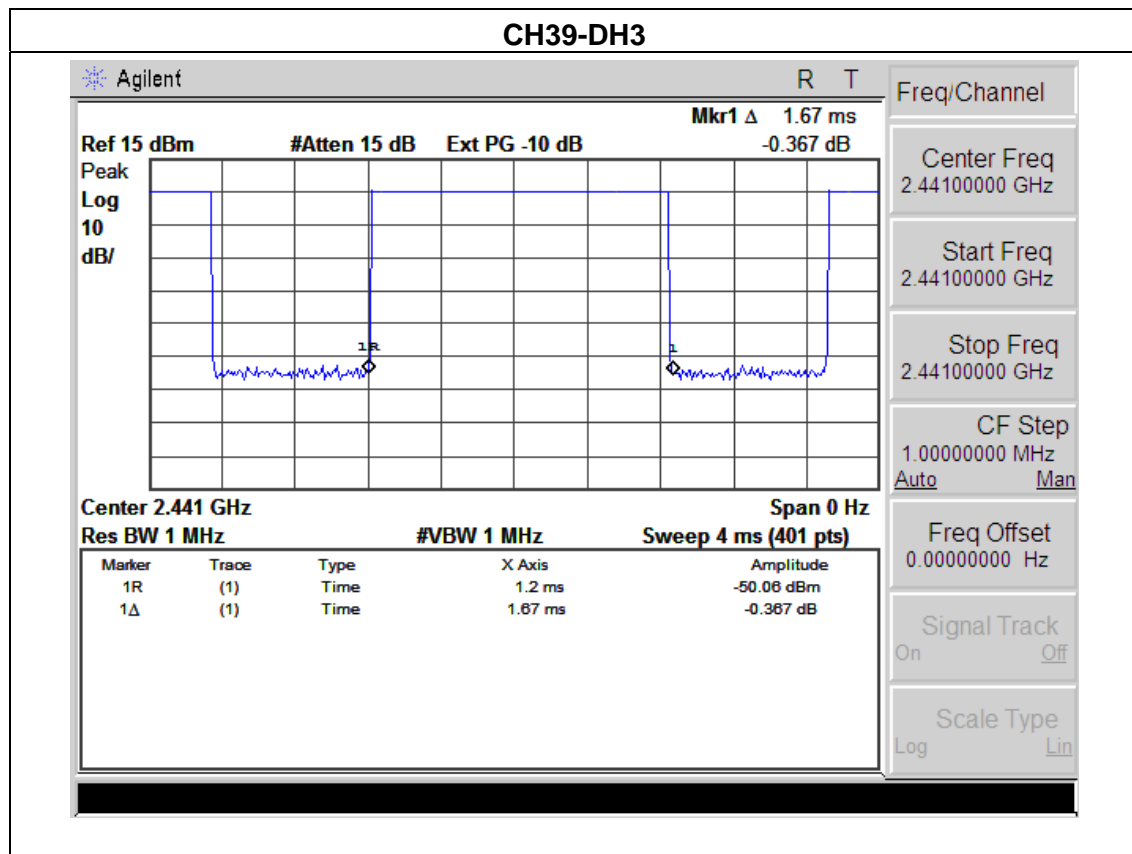 CH39-DH3
Agilent R T
Mkr1 Δ 1.67 ms
Ref 15 dBm #Atten 15 dB Ext PG -10 dB -0.367 dB
Peak
Log
10
dB/
1R
1
Center 2.441 GHz Span 0 Hz
Res BW 1 MHz #VBW 1 MHz Sweep 4 ms (401 pts)
Marker Trace Type X Axis Amplitude
1R (1) Time 1.2 ms -50.06 dBm
1Δ (1) Time 1.67 ms -0.367 dB
Freq/Channel
Center Freq
2.44100000 GHz
Start Freq
2.44100000 GHz
Stop Freq
2.44100000 GHz
CF Step
1.00000000 MHz
Auto Man
Freq Offset
0.00000000 Hz
Signal Track
On Off
Scale Type
Log Lin